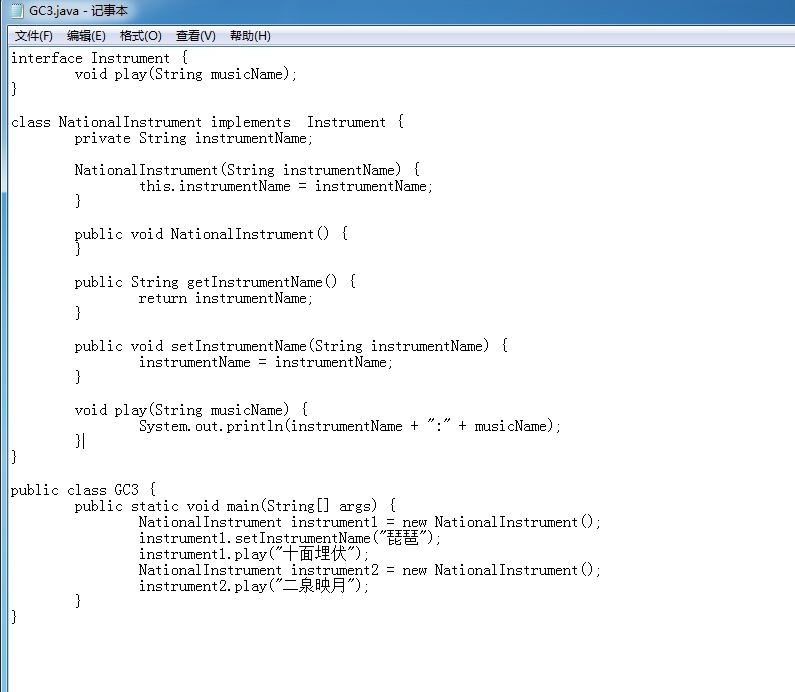 GC3.java - 记事本
文件(F) 编辑(E) 格式(O) 查看(V) 帮助(H)
interface Instrument {
        void play(String musicName);
}

class NationalInstrument implements  Instrument {
        private String instrumentName;

        NationalInstrument(String instrumentName) {
                this.instrumentName = instrumentName;
        }

        public void NationalInstrument() {
        }

        public String getInstrumentName() {
                return instrumentName;
        }

        public void setInstrumentName(String instrumentName) {
                instrumentName = instrumentName;
        }

        void play(String musicName) {
                System.out.println(instrumentName + ":" + musicName);
        }
}

public class GC3 {
        public static void main(String[] args) {
                NationalInstrument instrument1 = new NationalInstrument();
                instrument1.setInstrumentName("琵琶");
                instrument1.play("十面埋伏");
                NationalInstrument instrument2 = new NationalInstrument();
                instrument2.play("二泉映月");
        }
}